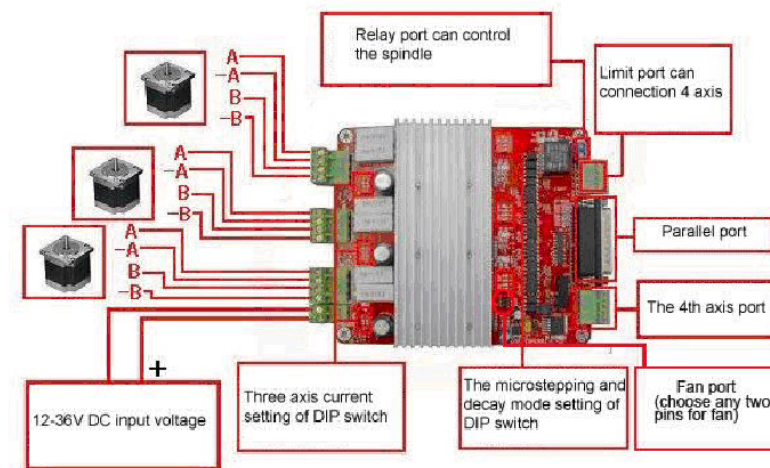 Relay port can control
the spindle
Limit port can
connection 4 axis
A
–A
B
–B
A
–A
B
–B
A
–A
B
–B
Parallel port
The 4th axis port
+
12-36V DC input voltage
Three axis current
setting of DIP switch
The microstepping and
decay mode setting of
DIP switch
Fan port
(choose any two
pins for fan)